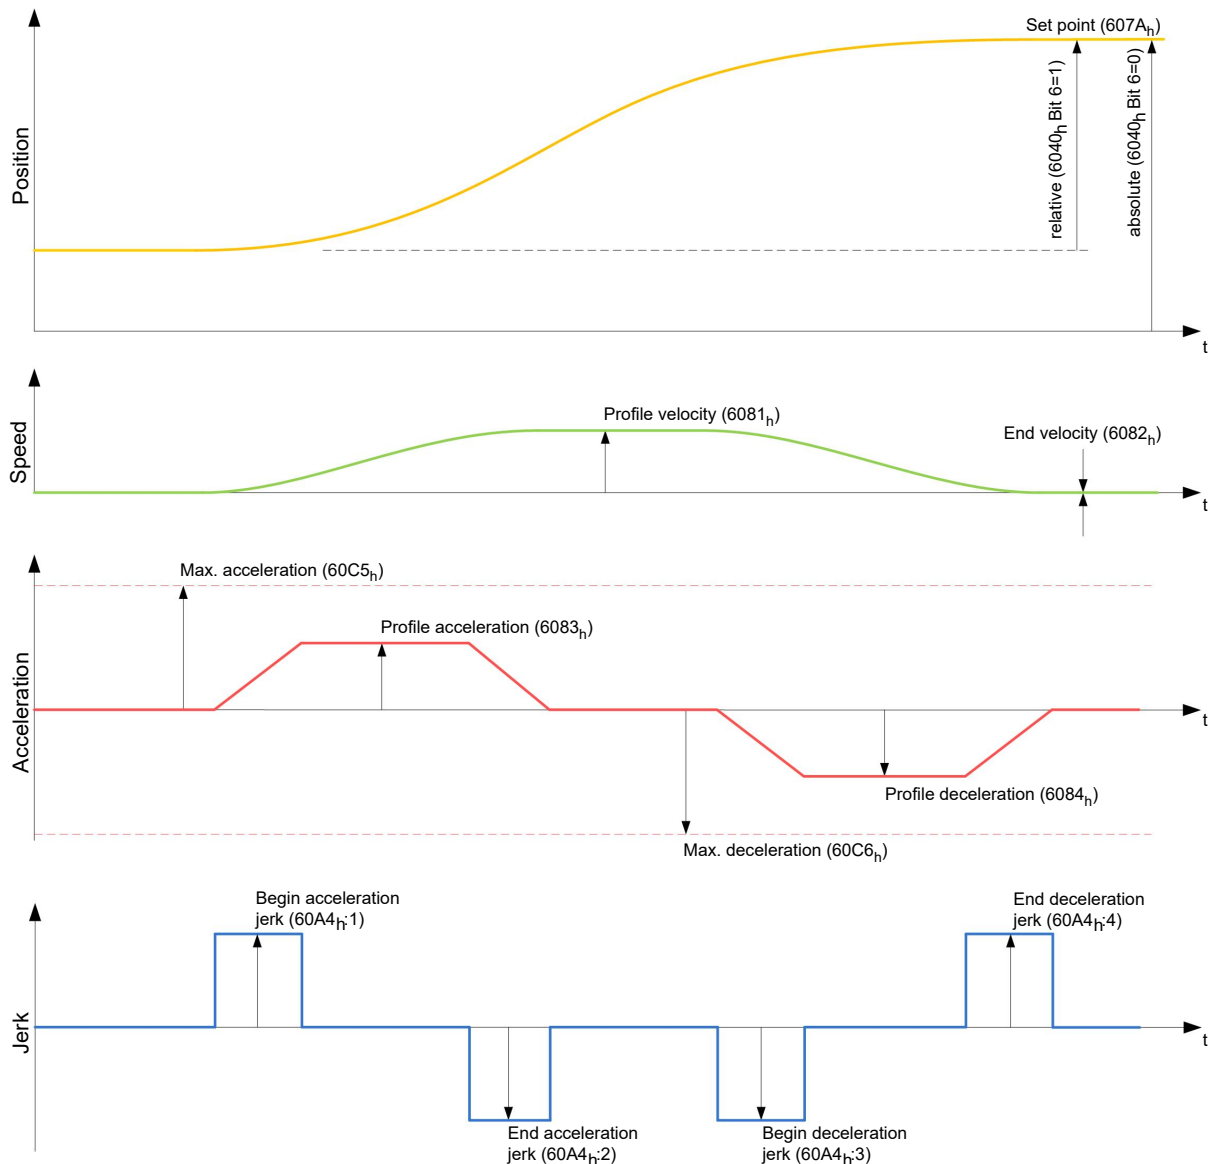 Set point (607Ah)
Position
relative (6040h Bit 6=1)
absolute (6040h Bit 6=0)
t
Speed
Profile velocity (6081h)
End velocity (6082h)
t
Acceleration
Max. acceleration (60C5h)
Profile acceleration (6083h)
t
Profile deceleration (6084h)
Max. deceleration (60C6h)
Jerk
Begin acceleration
jerk (60A4h:1)
End deceleration
jerk (60A4h:4)
t
End acceleration
jerk (60A4h:2)
Begin deceleration
jerk (60A4h:3)